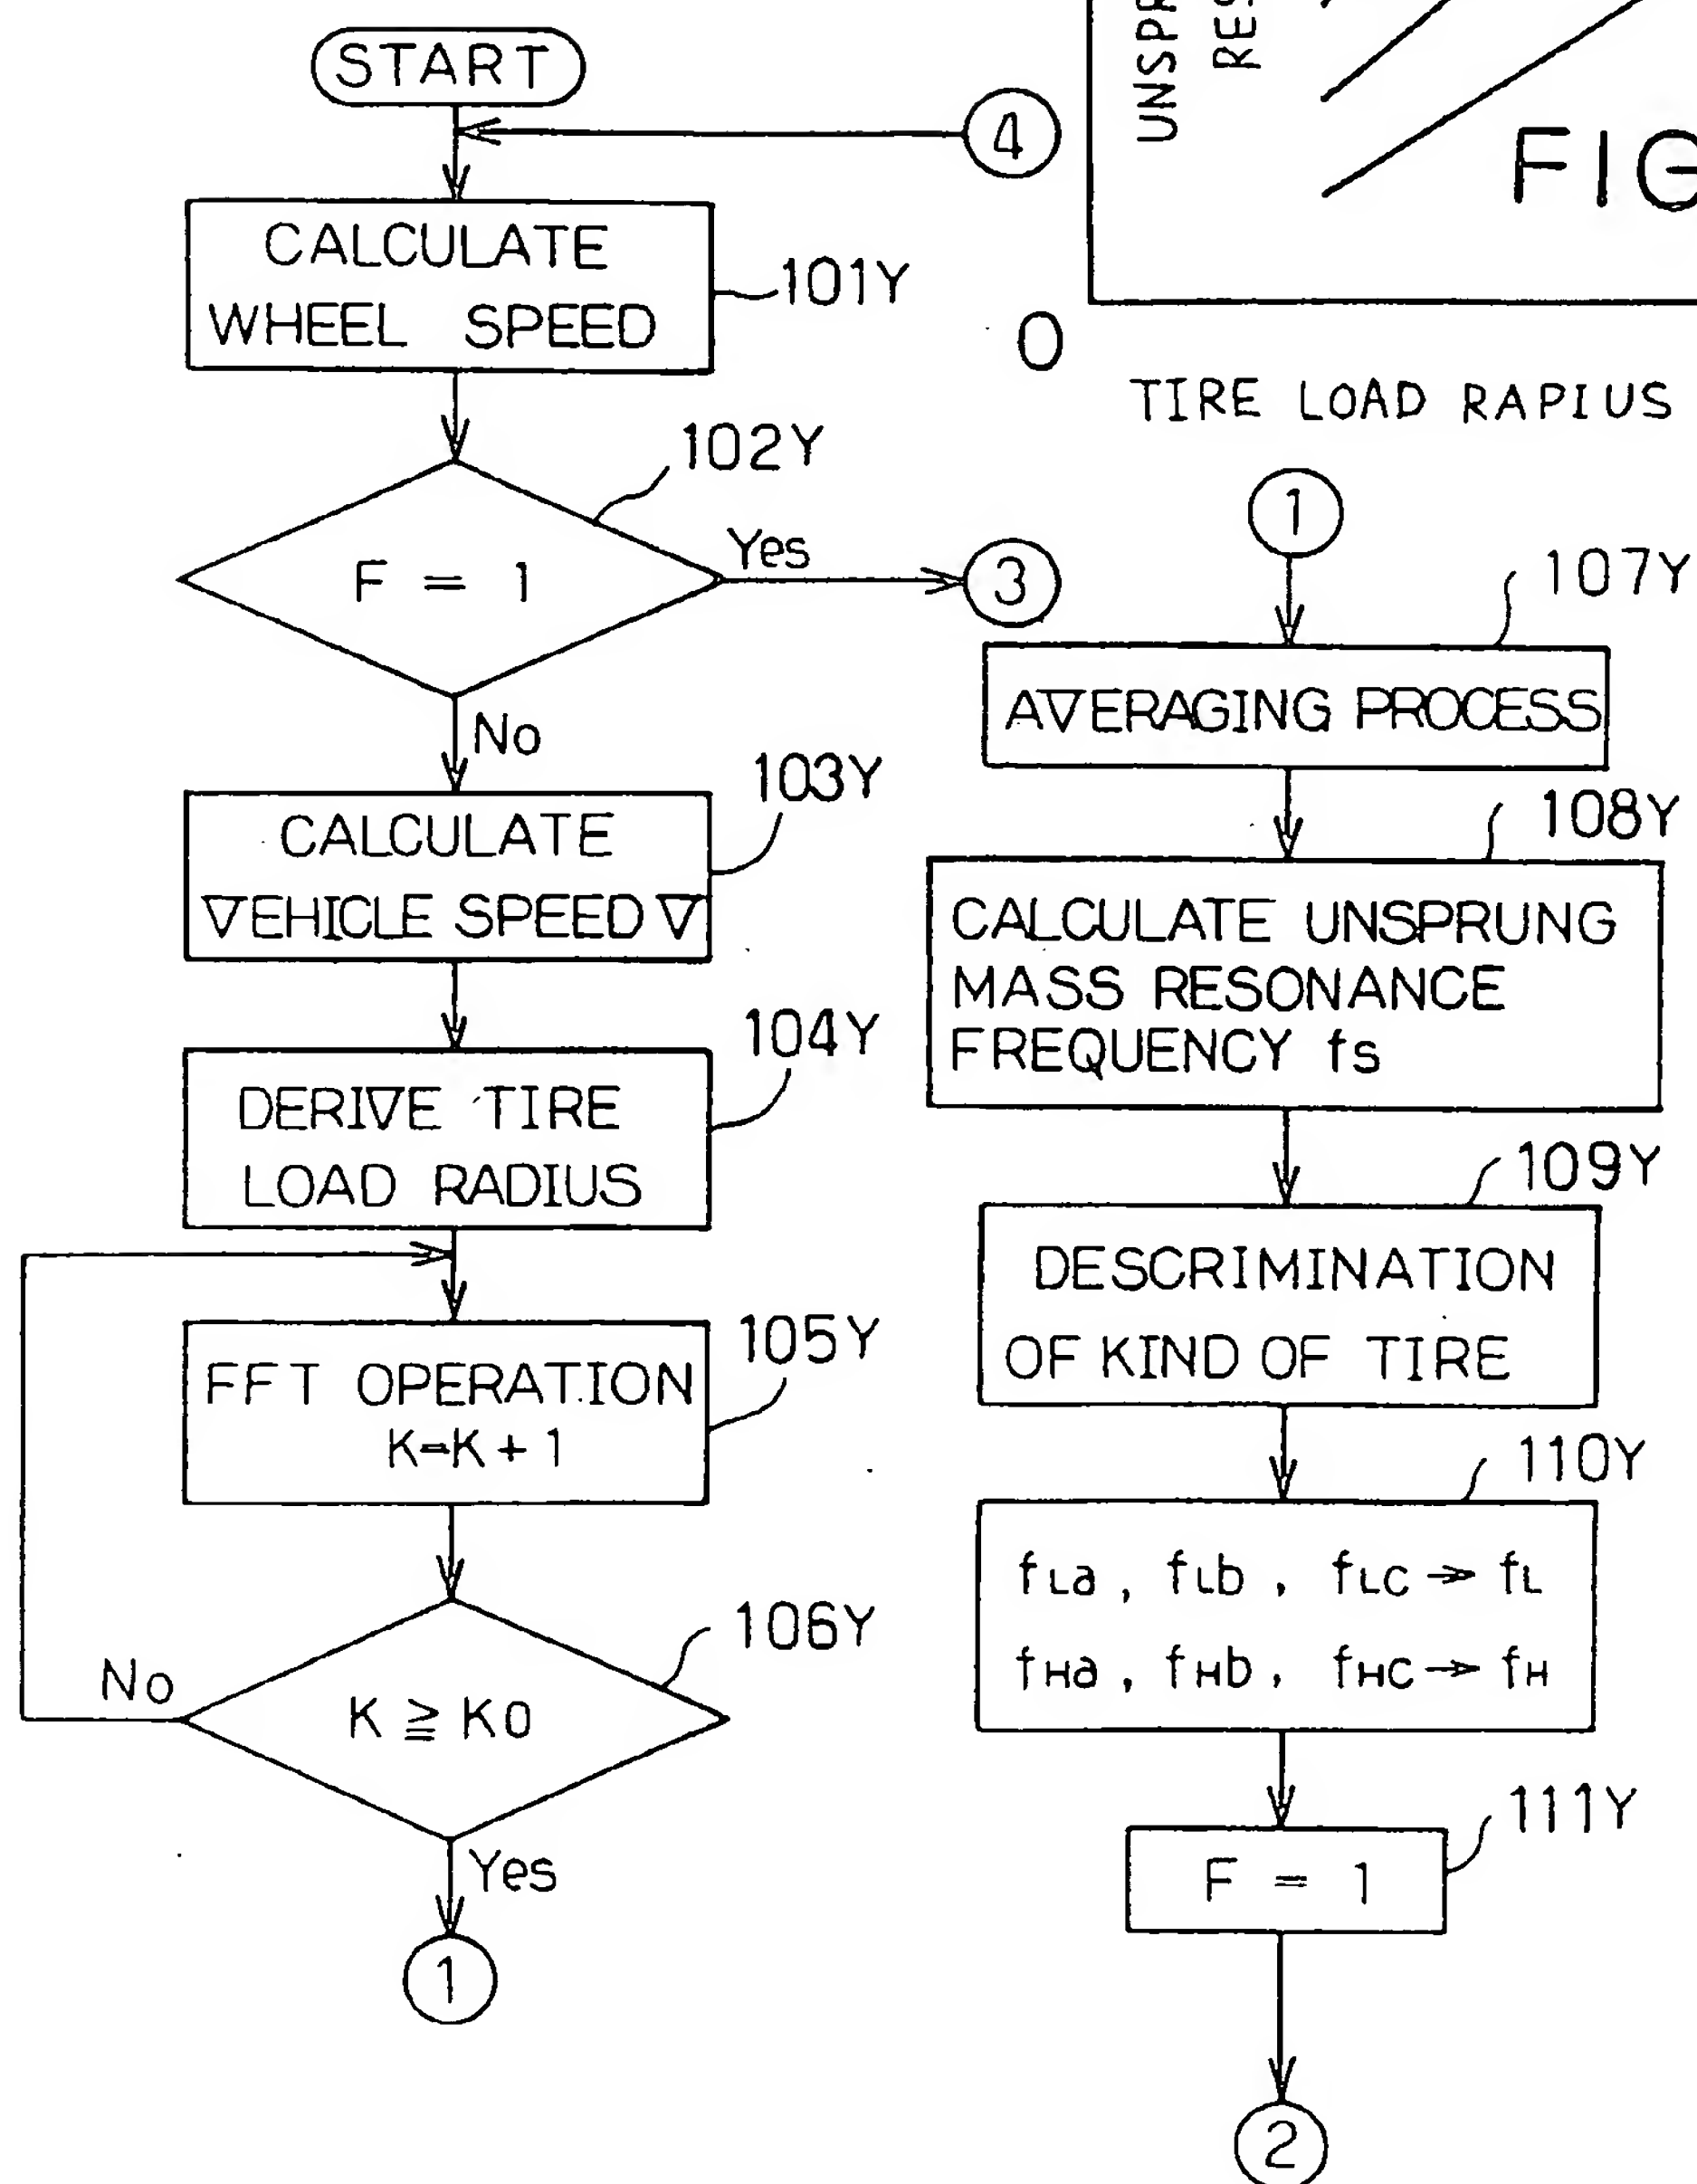 START
4
CALCULATE
WHEEL SPEED
101Y
102Y
F = 1
Yes
3
No
103Y
CALCULATE
VEHICLE SPEED V
104Y
DERIVE TIRE
LOAD RADIUS
105Y
FFT OPERATION
K=K+1
106Y
No
K ≧ K0
Yes
1
O
TIRE LOAD RAPIUS
1
107Y
AVERAGING PROCESS
108Y
CALCULATE UNSPRUNG
MASS RESONANCE
FREQUENCY fs
109Y
DESCRIMINATION
OF KIND OF TIRE
110Y
fLa, fLb, fLc → fL
fHa, fHb, fHc → fH
111Y
F = 1
2